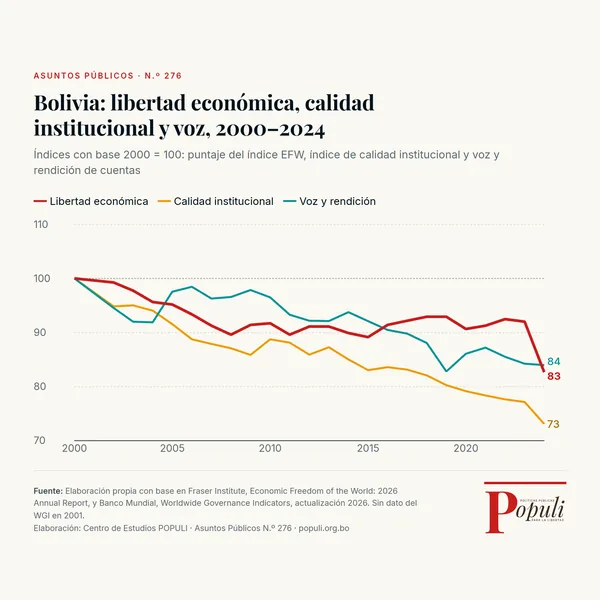 ASUNTOS PÚBLICOS · N.º 276
Bolivia: libertad económica, calidad
institucional y voz, 2000–2024
Índices con base 2000 = 100: puntaje del índice EFW, índice de calidad institucional y voz y
rendición de cuentas
Libertad económica Calidad institucional Voz y rendición
110
100
90
80
70
84
83
73
2000 2005 2010 2015 2020
Fuente: Elaboración propia con base en Fraser Institute, Economic Freedom of the World: 2026
Annual Report, y Banco Mundial, Worldwide Governance Indicators, actualización 2026. Sin dato del
WGI en 2001.
Elaboración: Centro de Estudios POPULI · Asuntos Públicos N.º 276 · populi.org.bo
POLÍTICAS PÚBLICAS
Populi
PARA LA LIBERTAD